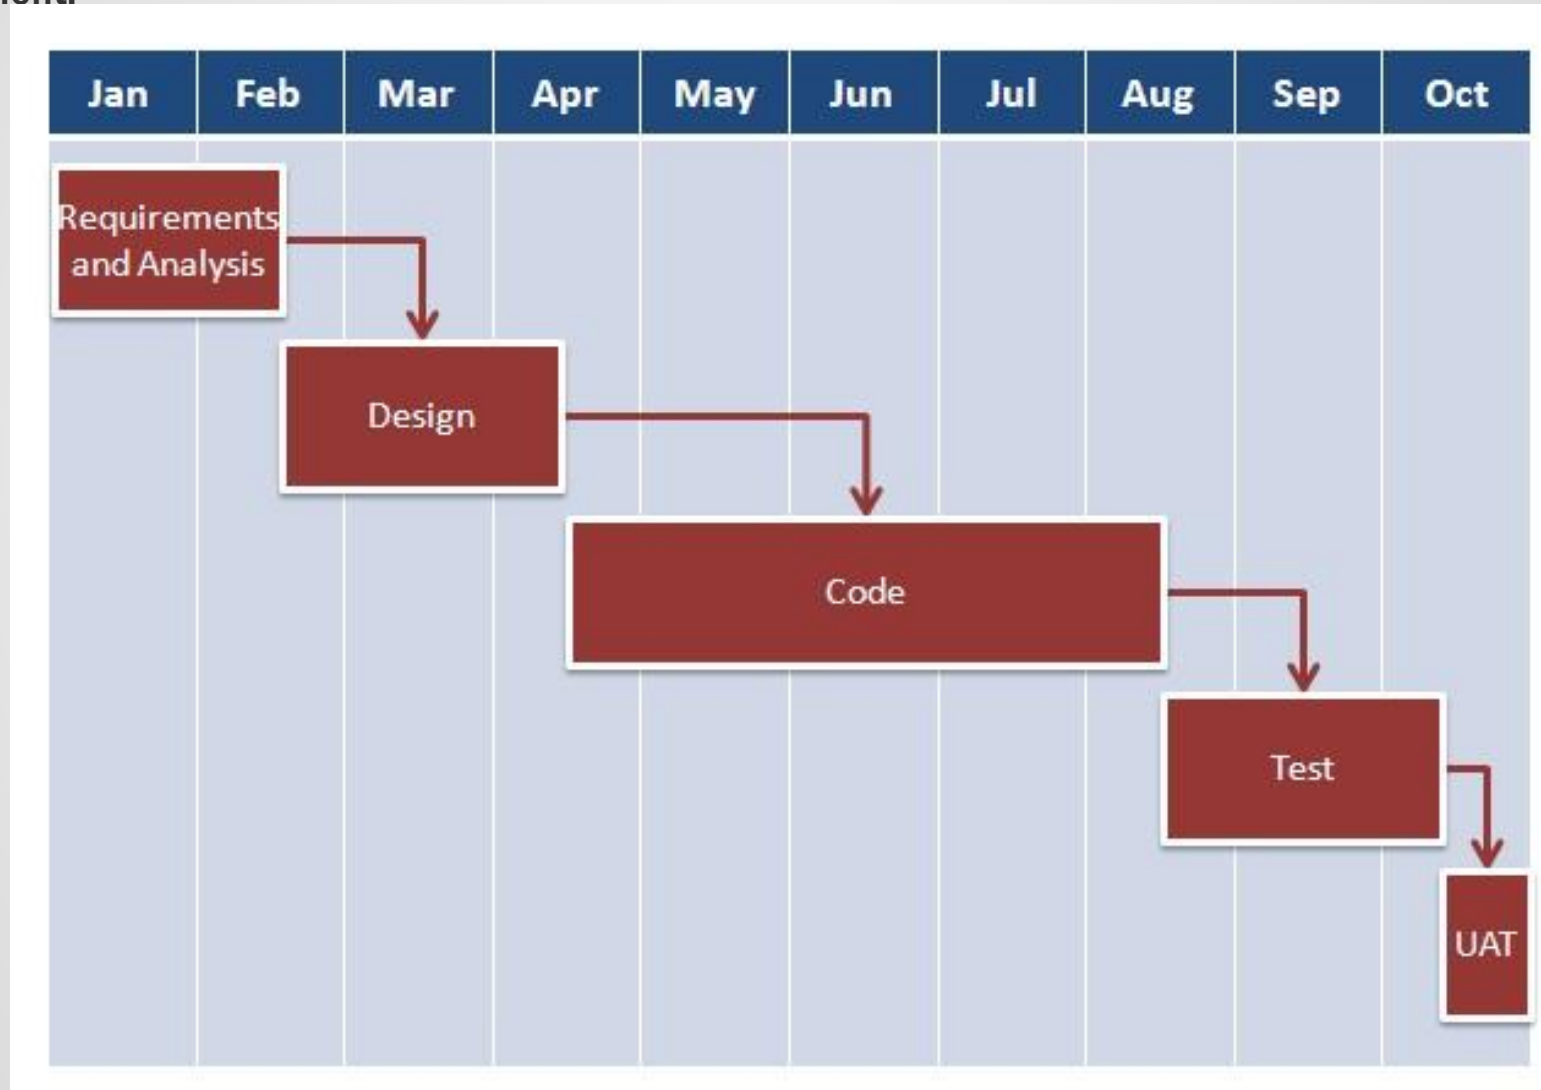 Jan Feb Mar Apr May Jun Jul Aug Sep Oct
Requirements
and Analysis
Design
Code
Test
UAT